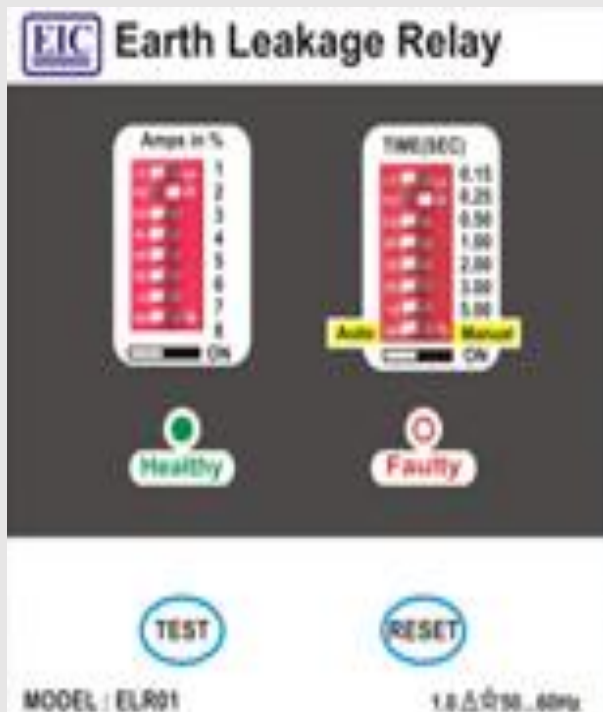 EIC Earth Leakage Relay
Amps in %
1
2
3
4
5
6
7
8
ON
TIME(SEC)
0.15
0.25
0.50
1.00
2.00
3.00
5.00
Auto Manual
ON
Healthy
Faulty
TEST
RESET
MODEL : ELR01
50...60Hz